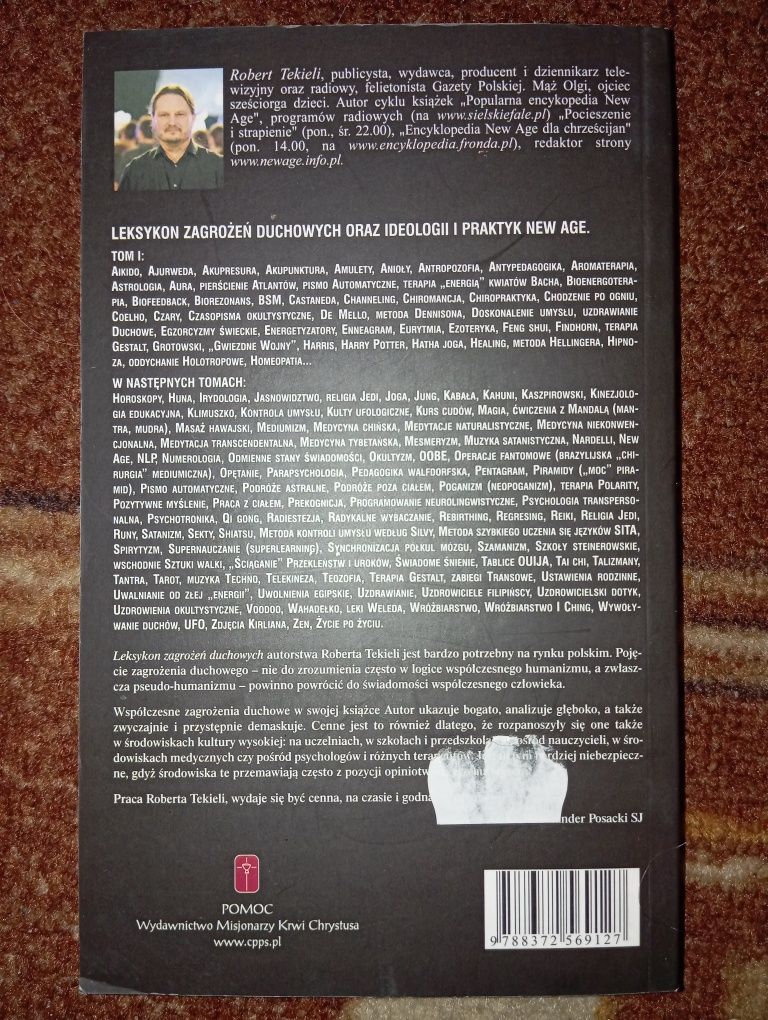 Robert Tekieli, publicysta, wydawca, producent i dziennikarz tele-
wizyjny oraz radiowy, felietonista Gazety Polskiej. Mąż Olgi, ojciec
sześciorga dzieci. Autor cyklu książek „Popularna encykopedia New
Age", programów radiowych (na www.sielskiefale.pl) „Pocieszenie
i strapienie" (pon., śr. 22.00), „Encyklopedia New Age dla chrześcijan"
(pon. 14.00, na www.encyklopedia.fronda.pl), redaktor strony
www.newage.info.pl.
LEKSYKON ZAGROŻEŃ DUCHOWYCH ORAZ IDEOLOGII I PRAKTYK NEW AGE.
TOM I:
Aikido, Ajurweda, Akupresura, Akupunktura, Amulety, Anioły, Antropozofia, Antypedagogika, Aromaterapia,
Astrologia, Aura, pierścienie Atlantów, pismo Automatyczne, terapia „energią" kwiatów Bacha, Bioenergotera-
pia, Biofeedback, Biorezonans, BSM, Castaneda, Channeling, Chiromancja, Chiropraktyka, Chodzenie po ogniu,
Coelho, Czary, Czasopisma okultystyczne, De Mello, metoda Dennisona, Doskonalenie umysłu, uzdrawianie
Duchowe, Egzorcyzmy świeckie, Energetyzatory, Enneagram, Eurytmia, Ezoteryka, Feng shui, Findhorn, terapia
Gestalt, Grotowski, „Gwiezdne Wojny", Harris, Harry Potter, Hatha joga, Healing, metoda Hellingera, Hipno-
za, oddychanie Holotropowe, Homeopatia...
W NASTĘPNYCH TOMACH:
Horoskopy, Huna, Irydologia, Jasnowidztwo, religia Jedi, Joga, Jung, Kabała, Kahuni, Kaszpirowski, Kinezjolo-
gia edukacyjna, Klimuszko, Kontrola umysłu, Kulty ufologiczne, Kurs cudów, Magia, ćwiczenia z Mandalą (man-
tra, mudra), Masaż hawajski, Mediumizm, Medycyna chińska, Medytacje naturalistyczne, Medycyna niekonwen-
cjonalna, Medytacja transcendentalna, Medycyna tybetańska, Mesmeryzm, Muzyka satanistyczna, Nardelli, New
Age, NLP, Numerologia, Odmienne stany świadomości, Okultyzm, OOBE, Operacje fantomowe (brazylijska „chi-
rurgia" mediumiczna), Opętanie, Parapsychologia, Pedagogika walfdorfska, Pentagram, Piramidy („moc" pira-
mid), Pismo automatyczne, Podróże astralne, Podróże poza ciałem, Poganizm (neopoganizm), terapia Polarity,
Pozytywne myślenie, Praca z ciałem, Prekognicja, Programowanie neurolingwistyczne, Psychologia transperso-
nalna, Psychotronika, Qi gong, Radiestezja, Radykalne wybaczanie, Rebirthing, Regresing, Reiki, Religia Jedi,
Runy, Satanizm, Sekty, Shiatsu, Metoda kontroli umysłu według Silvy, Metoda szybkiego uczenia się języków SITA,
Spirytyzm, Supernauczanie (superlearning), Synchronizacja półkul mózgu, Szamanizm, Szkoły steinerowskie,
wschodnie Sztuki walki, „Ściąganie" Przekleństw i uroków, Świadome śnienie, Tablice OUIJA, Tai chi, Talizmany,
Tantra, Tarot, muzyka Techno, Telekineza, Teozofia, Terapia Gestalt, zabiegi Transowe, Ustawienia rodzinne,
Uwalnianie od złej „energii", Uwolnienia egipskie, Uzdrawianie, Uzdrowiciele filipińscy, Uzdrowicielski dotyk,
Uzdrowienia okultystyczne, Voodoo, Wahadełko, leki Weleda, Wróżbiarstwo, Wróżbiarstwo I Ching, Wywoły-
wanie duchów, UFO, Zdjęcia Kirliana, Zen, Życie po życiu.
Leksykon zagrożeń duchowych autorstwa Roberta Tekieli jest bardzo potrzebny na rynku polskim. Poję-
cie zagrożenia duchowego – nie do zrozumienia często w logice współczesnego humanizmu, a zwłasz-
cza pseudo-humanizmu – powinno powrócić do świadomości współczesnego człowieka.
Współczesne zagrożenia duchowe w swojej książce Autor ukazuje bogato, analizuje głęboko, a także
zwyczajnie i przystępnie demaskuje. Cenne jest to również dlatego, że rozpanoszyły się one także
w środowiskach kultury wysokiej: na uczelniach, w szkołach i przedszkola nauczycieli, w śro-
dowiskach medycznych czy pośród psychologów i różnych niebezpiecz-
ne, gdyż środowiska te przemawiają często z pozycji
Praca Roberta Tekieli, wydaje się być cenna, na czasie i
nder Posacki SJ
POMOC
Wydawnictwo Misjonarzy Krwi Chrystusa
www.cpps.pl
9 788372 569127